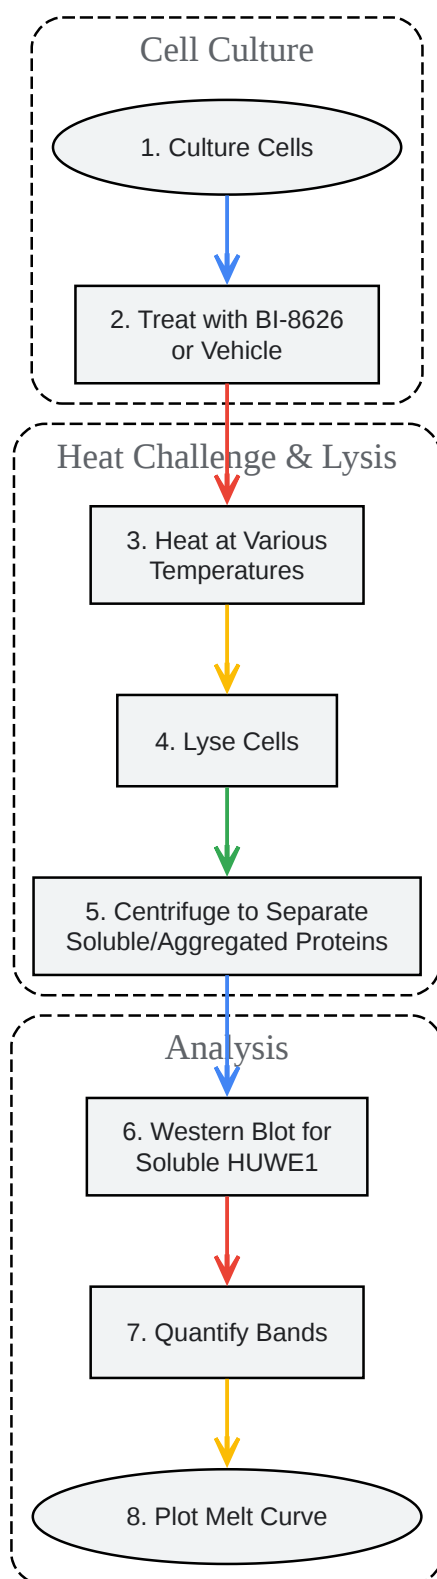 Cell Culture
1. Culture Cells
2. Treat with BI-8626
or Vehicle
Heat Challenge & Lysis
3. Heat at Various
Temperatures
4. Lyse Cells
5. Centrifuge to Separate
Soluble/Aggregated Proteins
Analysis
6. Western Blot for
Soluble HUWE1
7. Quantify Bands
8. Plot Melt Curve